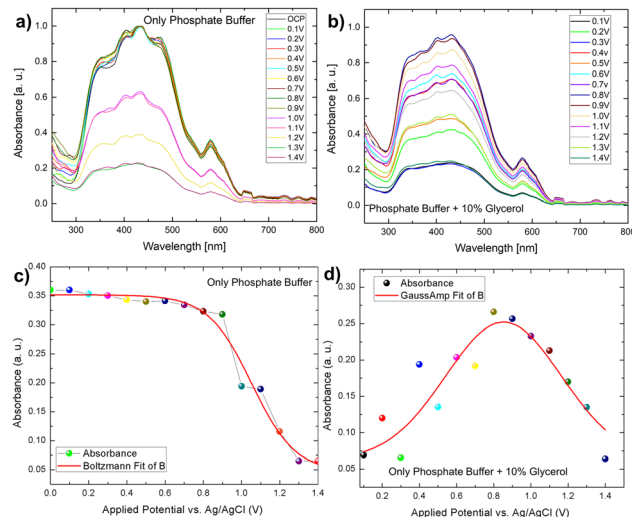 a)
Only Phosphate Buffer
Absorbance [a. u.]
1.0
0.8
0.6
0.4
0.2
0.0
300 400 500 600 700 800
Wavelength [nm]
OCP
0.1V
0.2V
0.3V
0.4V
0.5V
0.6V
0.7V
0.8V
0.9V
1.0V
1.1V
1.2V
1.3V
1.4V
b)
Absorbance [a. u.]
1.0
0.8
0.6
0.4
0.2
0.0
300 400 500 600 700 800
Wavelength [nm]
Phosphate Buffer + 10% Glycerol
0.1V
0.2V
0.3V
0.4v
0.5V
0.6V
0.7v
0.8V
0.9V
1.0V
1.1V
1.2V
1.3V
1.4V
c)
Only Phosphate Buffer
Absorbance (a. u.)
0.40
0.35
0.30
0.25
0.20
0.15
0.10
0.05
0.0 0.2 0.4 0.6 0.8 1.0 1.2 1.4
Applied Potential vs. Ag/AgCl (V)
Absorbance
Boltzmann Fit of B
d)
Absorbance
GaussAmp Fit of B
Absorbance (a. u.)
0.30
0.25
0.20
0.15
0.10
0.05
0.2 0.4 0.6 0.8 1.0 1.2 1.4
Applied Potential vs. Ag/AgCl (V)
Only Phosphate Buffer + 10% Glycerol